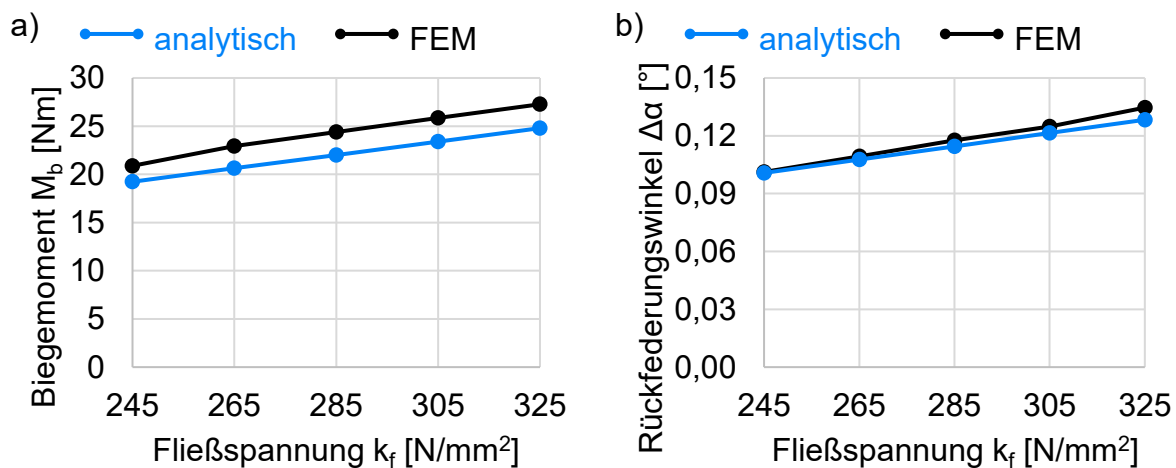 a) analytisch FEM
Biegemoment M_b [Nm]
30
25
20
15
10
5
0
245 265 285 305 325
Fließspannung k_f [N/mm²]
b) analytisch FEM
Rückfederungswinkel Δα [°]
0,15
0,12
0,09
0,06
0,03
0,00
245 265 285 305 325
Fließspannung k_f [N/mm²]